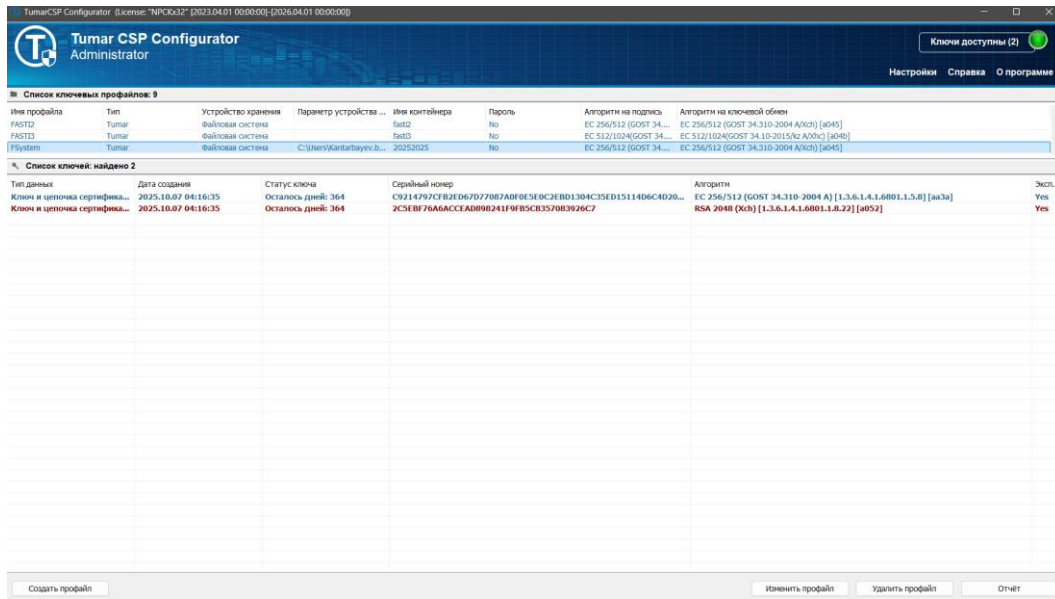 TumarCSP Configurator (License: "NPCKx32" [2023.04.01 00:00:00]-[2026.04.01 00:00:00])
Tumar CSP Configurator
Administrator
Ключи доступны (2)
Настройки Справка О программе
Список ключевых профайлов: 9
Имя профайла Тип Устройство хранения Параметр устройства ... Имя контейнера Пароль Алгоритм на подпись Алгоритм на ключевой обмен
FASTI2 Tumar Файловая система fasti2 No EC 256/512 (GOST 34.... EC 256/512 (GOST 34.310-2004 A/Xch) [a045]
FASTI3 Tumar Файловая система fasti3 No EC 512/1024(GOST 34.... EC 512/1024(GOST 34.10-2015/kz A/Xhc) [a04b]
FSystem Tumar Файловая система C:\Users\Kantarbayev.b... 20252025 No EC 256/512 (GOST 34.... EC 256/512 (GOST 34.310-2004 A/Xch) [a045]
Список ключей: найдено 2
Тип данных Дата создания Статус ключа Серийный номер Алгоритм Эксп.
Ключ и цепочка сертифика... 2025.10.07 04:16:35 Осталось дней: 364 C9214797CFB2ED67D77087A0F0E5E0C2EBD1304C35ED15114D6C4D20... EC 256/512 (GOST 34.310-2004 A) [1.3.6.1.4.1.6801.1.5.8] [aa3a] Yes
Ключ и цепочка сертифика... 2025.10.07 04:16:35 Осталось дней: 364 2C5EBF76A6ACCEAD898241F9FB5C8357083926C7 RSA 2048 (Xch) [1.3.6.1.4.1.6801.1.8.22] [a052] Yes
Создать профайл Изменить профайл Удалить профайл Отчёт